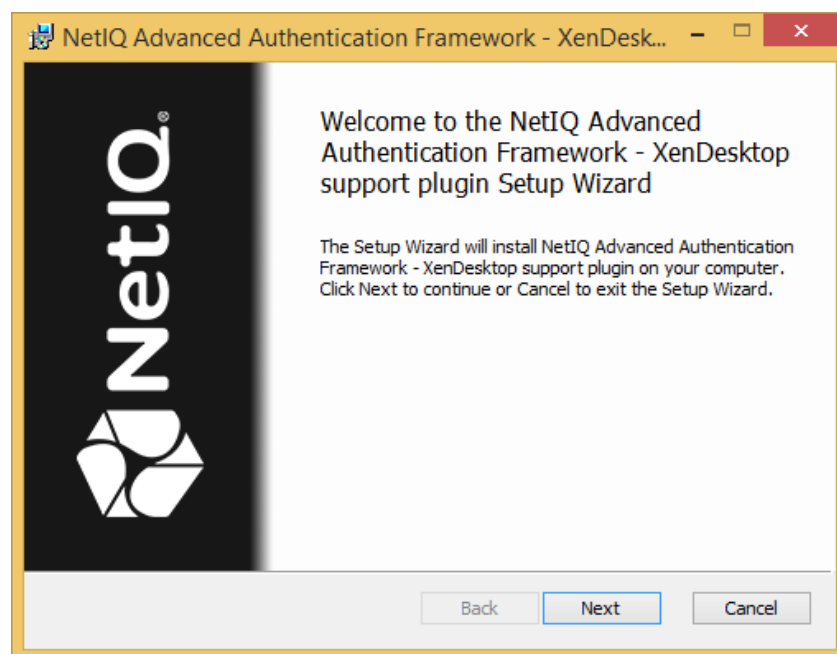 NetIQ Advanced Authentication Framework - XenDesk...
NetIQ®
Welcome to the NetIQ Advanced
Authentication Framework - XenDesktop
support plugin Setup Wizard
The Setup Wizard will install NetIQ Advanced Authentication
Framework - XenDesktop support plugin on your computer.
Click Next to continue or Cancel to exit the Setup Wizard.
Back
Next
Cancel